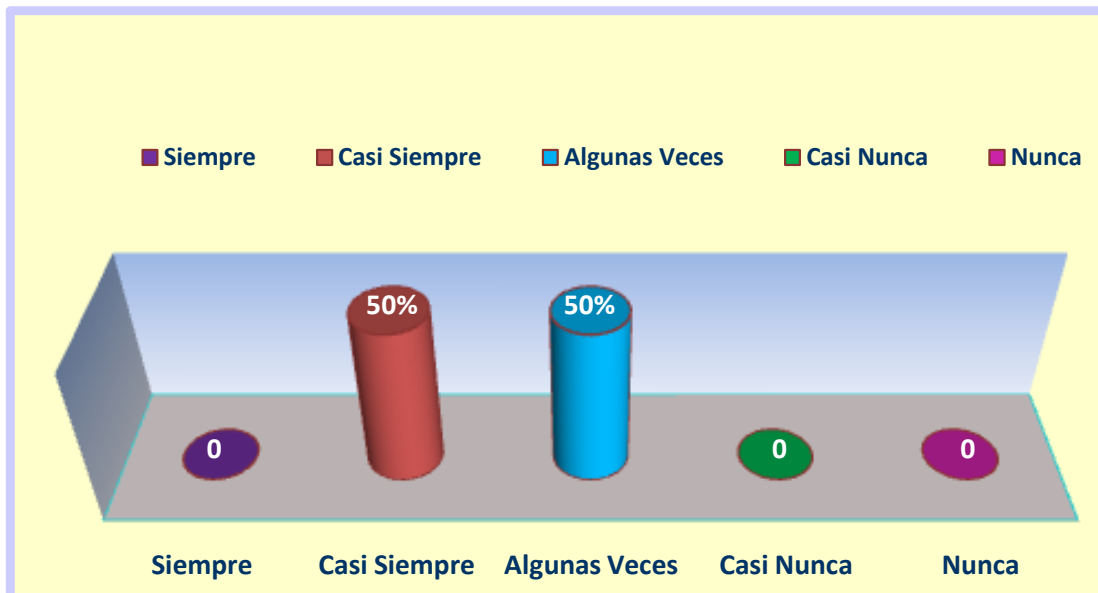 Siempre Casi Siempre Algunas Veces Casi Nunca Nunca
50% 50%
0 0 0
Siempre Casi Siempre Algunas Veces Casi Nunca Nunca